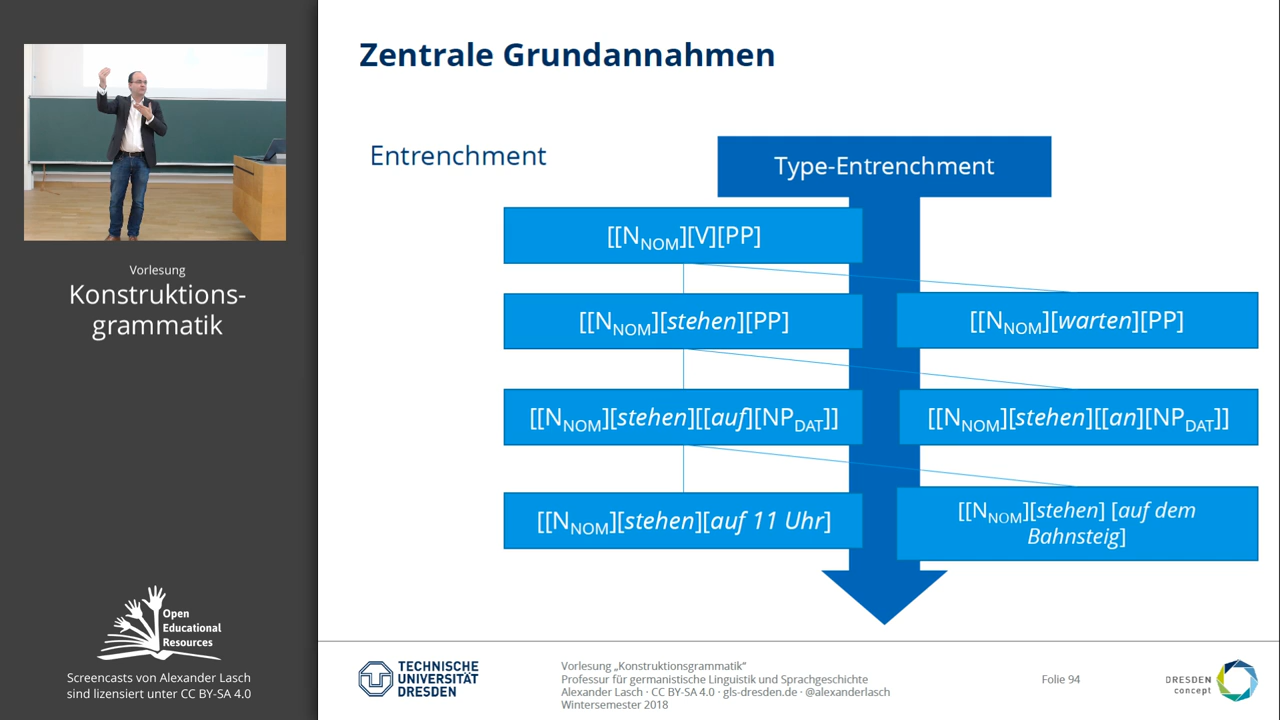 Zentrale Grundannahmen
Entrenchment
Type-Entrenchment
[[N_NOM][V][PP]]
[[N_NOM][stehen][PP]
[[N_NOM][warten][PP]
[[N_NOM][stehen][[auf][NP_DAT]]
[[N_NOM][stehen][[an][NP_DAT]]
[[N_NOM][stehen][auf 11 Uhr]
[[N_NOM][stehen] [auf dem
Bahnsteig]
Vorlesung
Konstruktions-
grammatik
Open
Educational
Resources
Screencasts von Alexander Lasch
sind lizensiert unter CC BY-SA 4.0
TECHNISCHE
UNIVERSITÄT
DRESDEN
Vorlesung „Konstruktionsgrammatik“
Professur für germanistische Linguistik und Sprachgeschichte
Alexander Lasch · CC BY-SA 4.0 · gls-dresden.de · @alexanderlasch
Wintersemester 2018
Folie 94
DRESDEN
concept